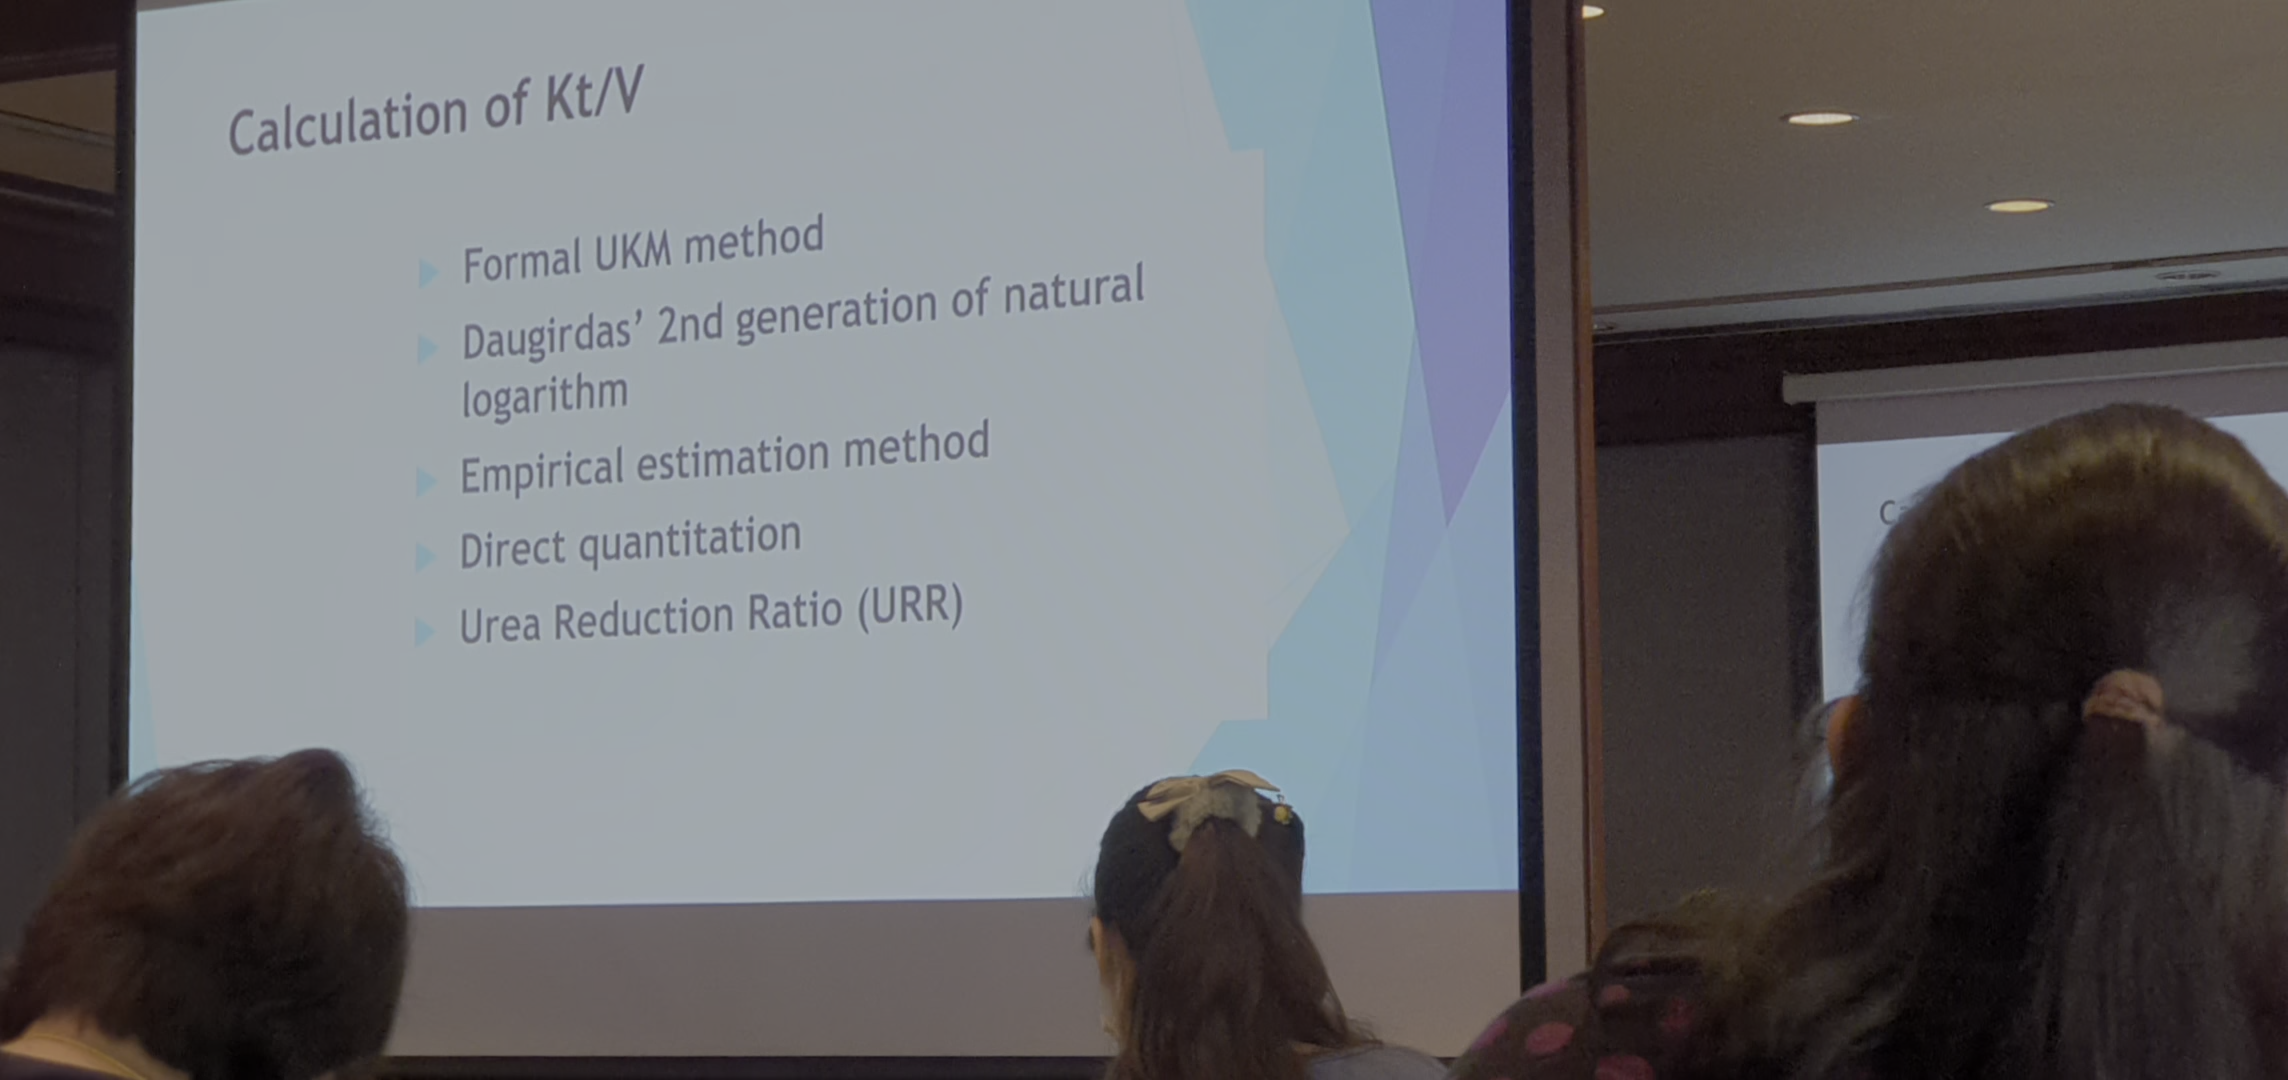 Calculation of Kt/V
Formal UKM method
Daugirdas’ 2nd generation of natural
logarithm
Empirical estimation method
Direct quantitation
Urea Reduction Ratio (URR)